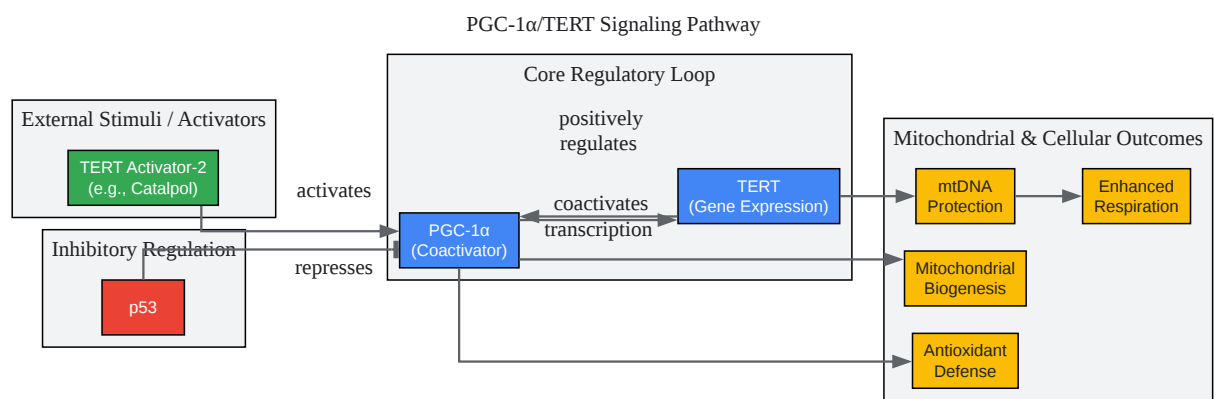 PGC-1α/TERT Signaling Pathway
Core Regulatory Loop
External Stimuli / Activators
TERT Activator-2
(e.g., Catalpol)
Inhibitory Regulation
p53
activates
represses
positively
regulates
coactivates
transcription
PGC-1α
(Coactivator)
TERT
(Gene Expression)
Mitochondrial & Cellular Outcomes
mtDNA
Protection
Enhanced
Respiration
Mitochondrial
Biogenesis
Antioxidant
Defense